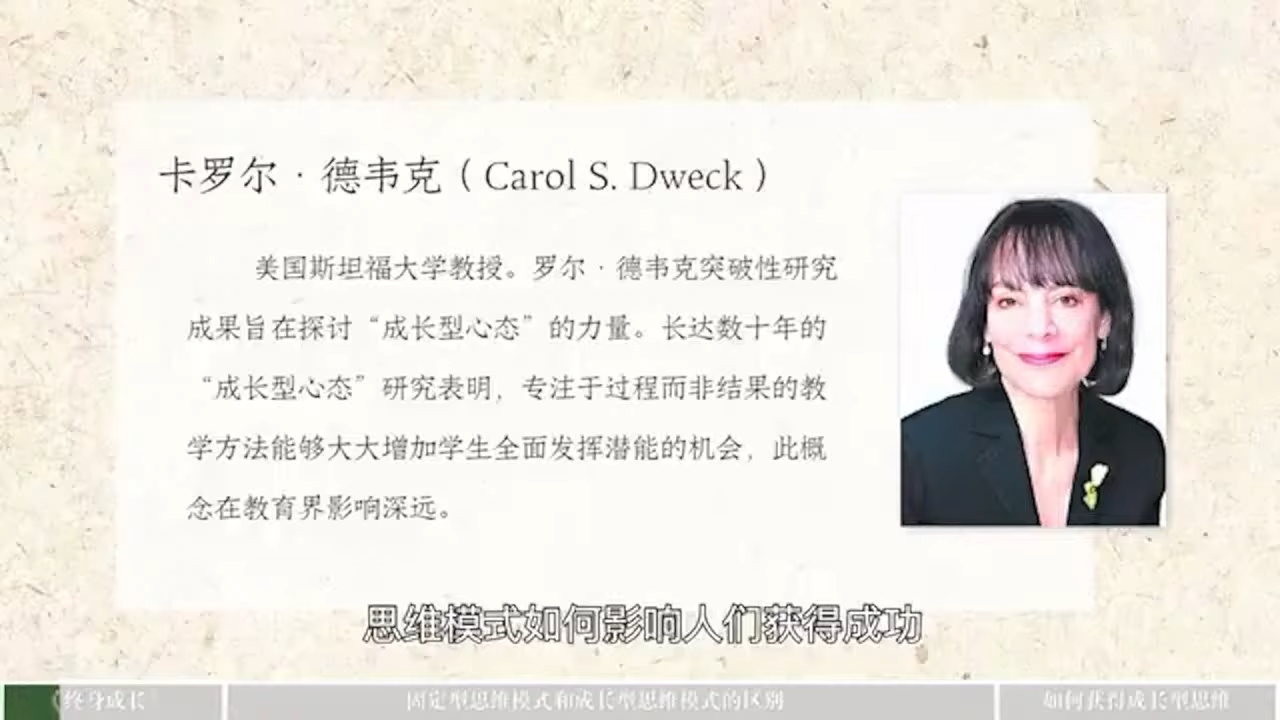 卡罗尔·德韦克（Carol S. Dweck）
美国斯坦福大学教授。罗尔·德韦克突破性研究
成果旨在探讨“成长型心态”的力量。长达数十年的
“成长型心态”研究表明，专注于过程而非结果的教
学方法能够大大增加学生全面发挥潜能的机会，此概
念在教育界影响深远。
思维模式如何影响人们获得成功
终身成长
固定型思维模式和成长型思维模式的区别
如何获得成长型思维